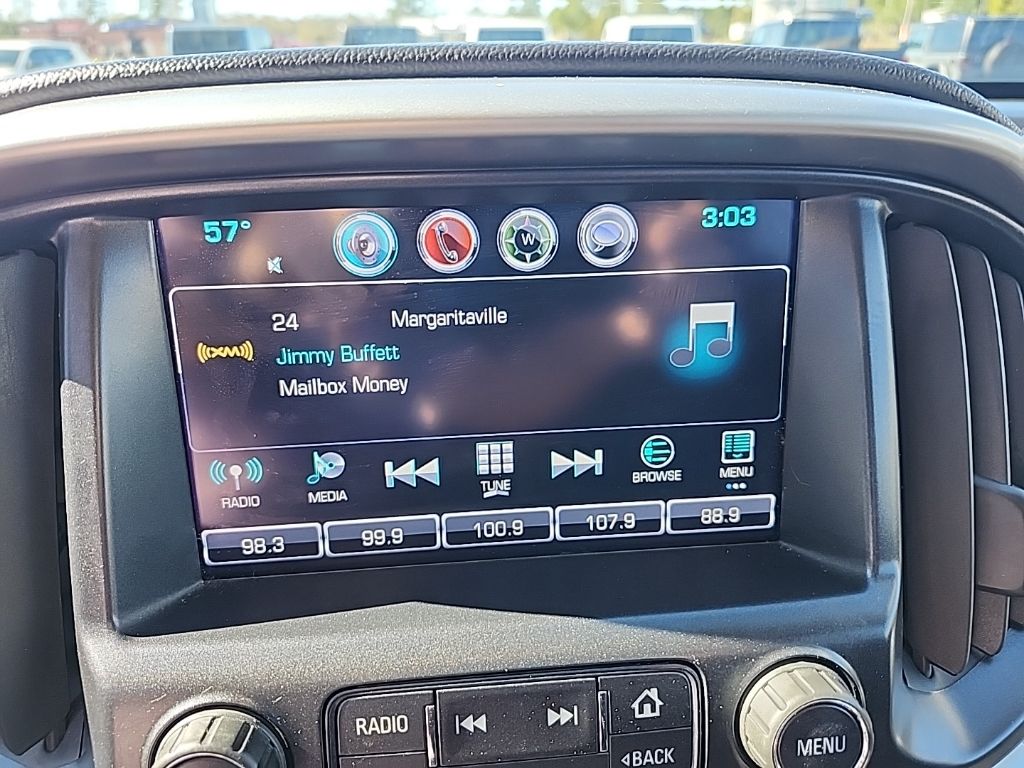 57° W 3:03
24 Margaritaville
((XM)) Jimmy Buffett
Mailbox Money
RADIO MEDIA TUNE BROWSE MENU
98.3 99.9 100.9 107.9 88.9
RADIO
BACK
MENU